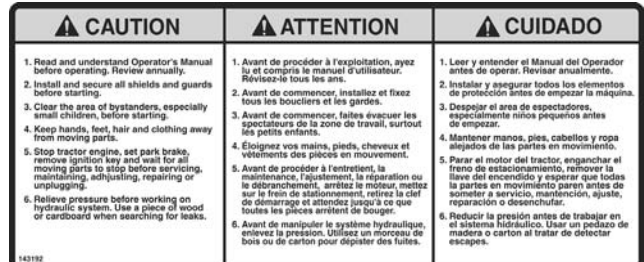 CAUTION
1. Read and understand Operator's Manual
before operating. Review annually.
2. Install and secure all shields and guards
before starting.
3. Clear the area of bystanders, especially
small children, before starting.
4. Keep hands, feet, hair and clothing away
from moving parts.
5. Stop tractor engine, set park brake,
remove ignition key and wait for all
moving parts to stop before servicing,
maintaining, adhjusting, repairing or
unplugging.
6. Relieve pressure before working on
hydraulic system. Use a piece of wood
or cardboard when searching for leaks.
143192
ATTENTION
1. Avant de procéder à l'exploitation, ayez
lu et compris le manuel d'utilisateur.
Révisez-le tous les ans.
2. Avant de commencer, installez et fixez
tous les boucliers et les gardes.
3. Avant de commencer, faites évacuer les
spectateurs de la zone de travail, surtout
les petits enfants.
4. Éloignez vos mains, pieds, cheveux et
vêtements des pièces en mouvement.
5. Avant de procéder à l'entretient, la
maintenance, l'ajustement, la réparation ou
le débranchement, arrêtez le moteur, mettez
sur le frein de stationnement, retirez la clef
de démarrage et attendez jusqu'à ce que
toutes les pièces arrêtent de bouger.
6. Avant de manipuler le système hydraulique,
enlevez la pression. Utilisez un morceau de
bois ou de carton pour dépister des fuites.
CUIDADO
1. Leer y entender el Manual del Operador
antes de operar. Revisar anualmente.
2. Instalar y asegurar todos los elementos
de protección antes de empezar la máquina.
3. Despejar el area de espectadores,
especialmente niños pequeños antes
de empezar.
4. Mantener manos, pies, cabellos y ropa
alejados de las partes en movimiento.
5. Parar el motor del tractor, enganchar el
freno de estacionamiento, remover la
llave del encendido y esperar que todas
la partes en movimiento paren antes de
someter a servicio, mantención, ajuste,
reparación o desenchufar.
6. Reducir la presión antes de trabajar en
el sistema hidráulico. Usar un pedazo de
madera o carton al tratar de detectar
escapes.